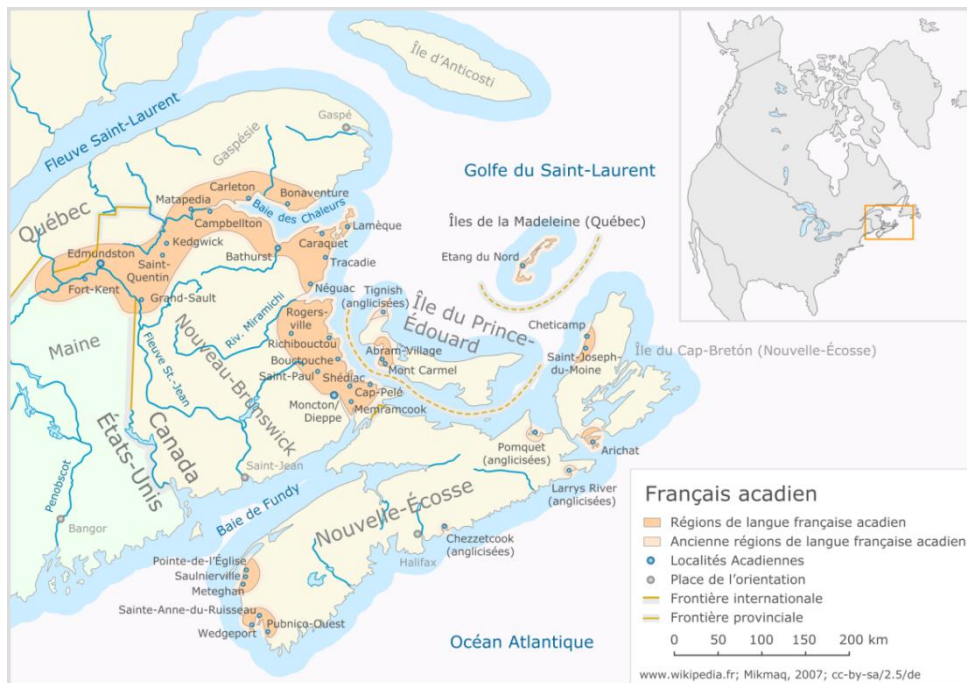 Île d'Anticosti
Fleuve Saint-Laurent
Gaspésie
Gaspé
Golfe du Saint-Laurent
Québec
Matapedia
Carleton
Bonaventure
Baie des Chaleurs
Campbellton
Kedgwick
Edmundston
Saint-
Quentin
Fort-Kent
Grand-Sault
Bathurst
Lamèque
Caraquet
Tracadie
Néguac
Îles de la Madeleine (Québec)
Etang du Nord
Tignish
(anglicisées)
Île du Prince-
Édouard
Abram-Village
Mont Carmel
Cheticamp
Saint-Joseph-
du-Moine
Île du Cap-Bretón (Nouvelle-Écosse)
Maine
Fleuve St.-Jean
Nouveau-Brunswick
Riv. Miramichi
Rogers-
ville
Richibouctou
Bouctouche
Saint-Paul
Shédiac
Cap-Pelé
Moncton/
Dieppe
Memramcook
États-Unis
Canada
Penobscot
Bangor
Saint-Jean
Baie de Fundy
Nouvelle-Écosse
Pomquet
(anglicisées)
Arichat
Larrys River
(anglicisées)
Chezzetcook
(anglicisées)
Halifax
Pointe-de-l'Église
Saulnierville
Meteghan
Sainte-Anne-du-Ruisseau
Wedgeport
Pubnico-Ouest
Océan Atlantique
Français acadien
Régions de langue française acadien
Ancienne régions de langue française acadien
Localités Acadiennes
Place de l'orientation
Frontière internationale
Frontière provinciale
0 50 100 150 200 km
www.wikipedia.fr; Mikmaq, 2007; cc-by-sa/2.5/de